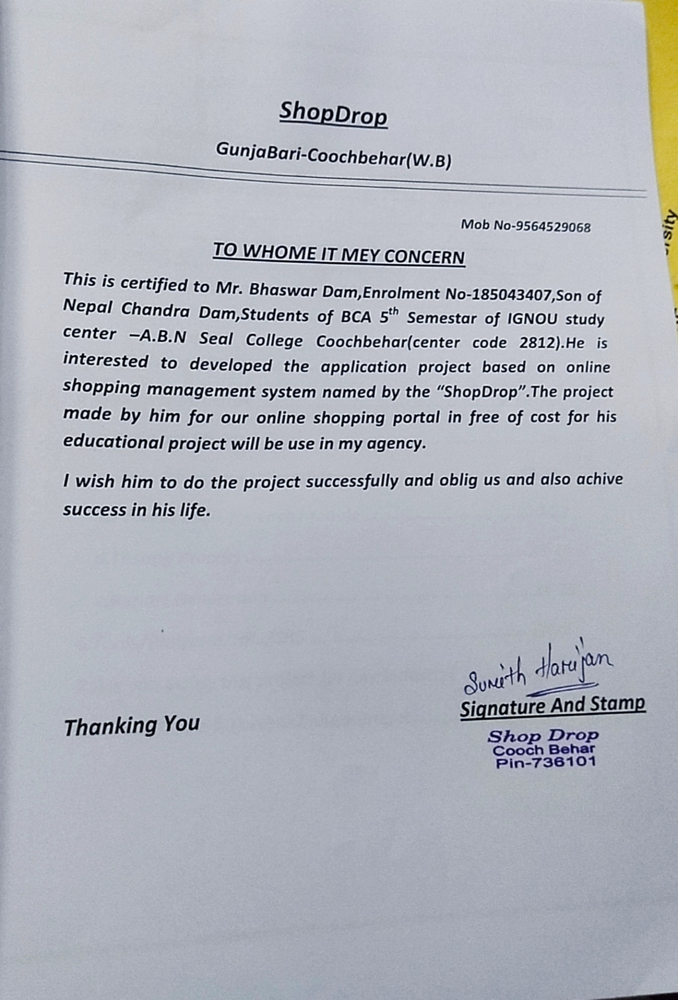 ShopDrop
GunjaBari-Coochbehar(W.B)
Mob No-9564529068
TO WHOME IT MEY CONCERN
This is certified to Mr. Bhaswar Dam,Enrolment No-185043407,Son of
Nepal Chandra Dam,Students of BCA 5th Semestar of IGNOU study
center –A.B.N Seal College Coochbehar(center code 2812).He is
interested to developed the application project based on online
shopping management system named by the “ShopDrop”.The project
made by him for our online shopping portal in free of cost for his
educational project will be use in my agency.
I wish him to do the project successfully and oblig us and also achive
success in his life.
Harijan
Thanking You
Signature And Stamp
Shop Drop
Cooch Behar
Pin-736101